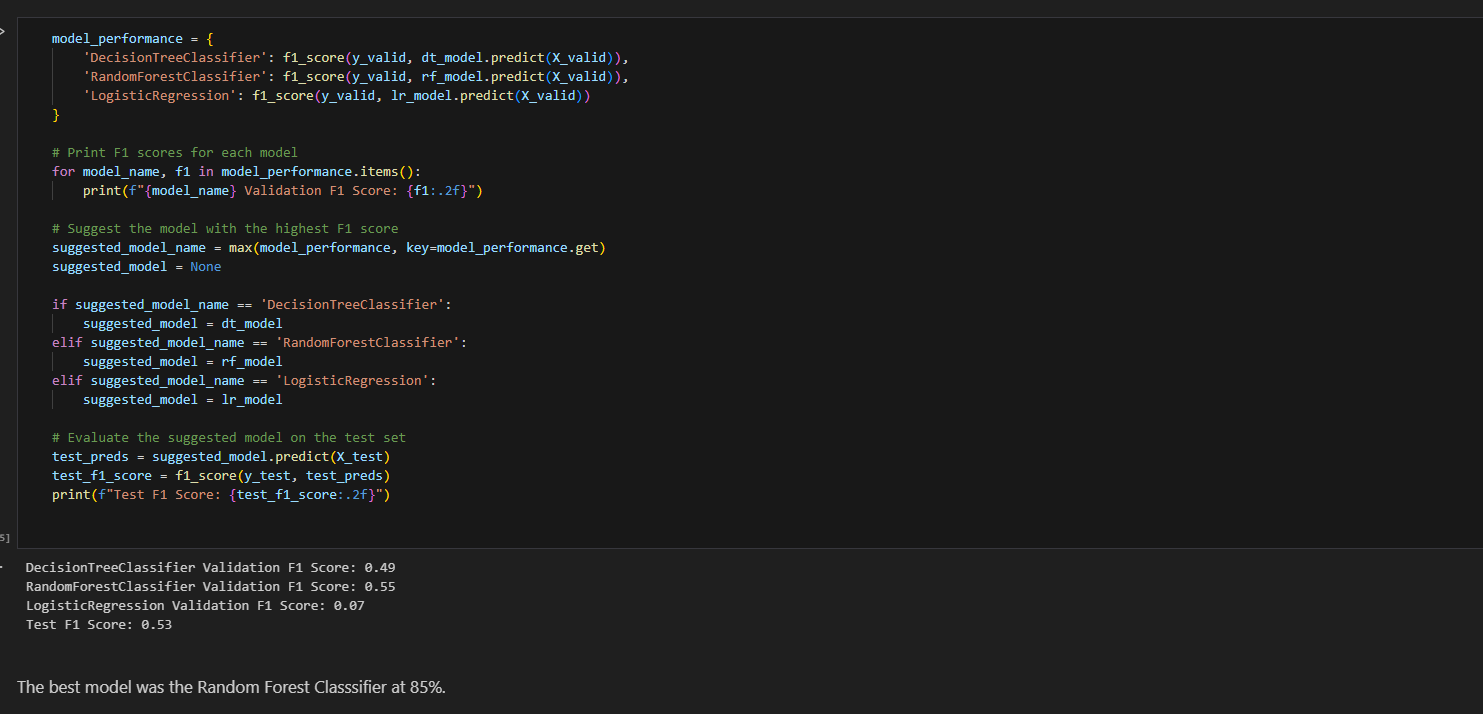 model_performance = {
    'DecisionTreeClassifier': f1_score(y_valid, dt_model.predict(X_valid)),
    'RandomForestClassifier': f1_score(y_valid, rf_model.predict(X_valid)),
    'LogisticRegression': f1_score(y_valid, lr_model.predict(X_valid))
}
# Print F1 scores for each model
for model_name, f1 in model_performance.items():
    print(f"{model_name} Validation F1 Score: {f1:.2f}")
# Suggest the model with the highest F1 score
suggested_model_name = max(model_performance, key=model_performance.get)
suggested_model = None
if suggested_model_name == 'DecisionTreeClassifier':
    suggested_model = dt_model
elif suggested_model_name == 'RandomForestClassifier':
    suggested_model = rf_model
elif suggested_model_name == 'LogisticRegression':
    suggested_model = lr_model
# Evaluate the suggested model on the test set
test_preds = suggested_model.predict(X_test)
test_f1_score = f1_score(y_test, test_preds)
print(f"Test F1 Score: {test_f1_score:.2f}")
5]
DecisionTreeClassifier Validation F1 Score: 0.49
RandomForestClassifier Validation F1 Score: 0.55
LogisticRegression Validation F1 Score: 0.07
Test F1 Score: 0.53
The best model was the Random Forest Classsifier at 85%.